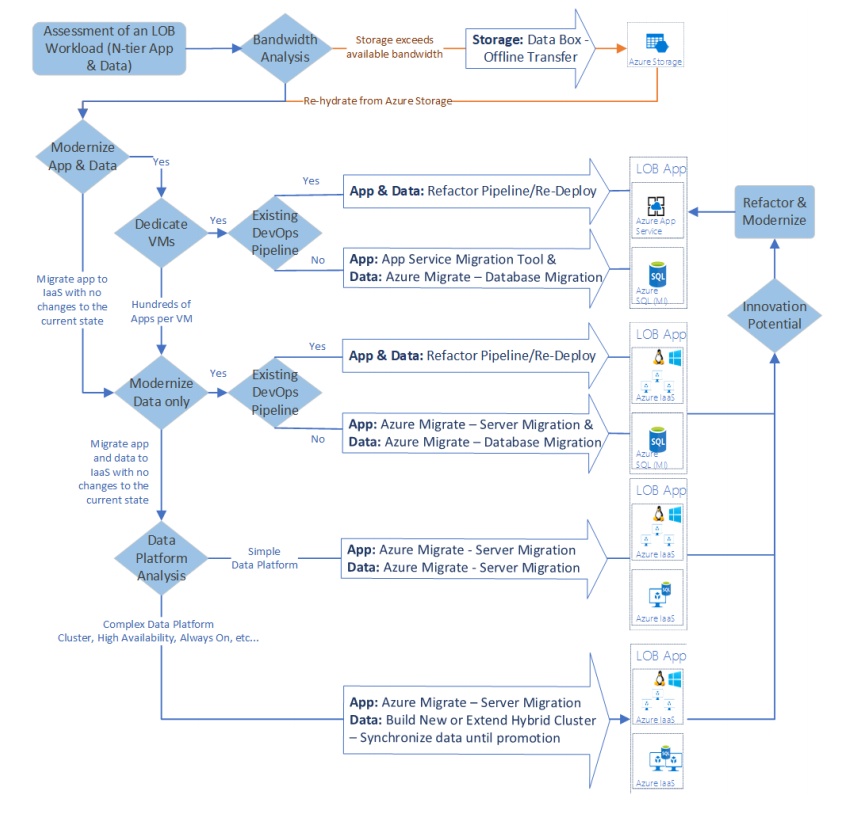 Assessment of an LOB
Workload (N-tier App
& Data)
Bandwidth
Analysis
Storage exceeds
available bandwidth
Storage: Data Box -
Offline Transfer
Azure Storage
Re-hydrate from Azure Storage
Modernize
App & Data
Yes
Dedicate
VMs
Yes
Existing
DevOps
Pipeline
Yes
App & Data: Refactor Pipeline/Re-Deploy
No
App: App Service Migration Tool &
Data: Azure Migrate – Database Migration
LOB App
Azure App
Service
SQL
Azure
SQL (MI)
Refactor &
Modernize
Innovation
Potential
Migrate app to
IaaS with no
changes to the
current state
Hundreds of
Apps per VM
Modernize
Data only
Yes
Existing
DevOps
Pipeline
Yes
App & Data: Refactor Pipeline/Re-Deploy
No
App: Azure Migrate – Server Migration &
Data: Azure Migrate – Database Migration
LOB App
Azure IaaS
SQL
Azure
SQL (MI)
Migrate app
and data to
IaaS with no
changes to the
current state
Data
Platform
Analysis
Simple
Data Platform
App: Azure Migrate - Server Migration
Data: Azure Migrate - Server Migration
LOB App
Azure IaaS
SQL
Azure IaaS
Complex Data Platform
Cluster, High Availability, Always On, etc...
App: Azure Migrate – Server Migration
Data: Build New or Extend Hybrid Cluster
– Synchronize data until promotion
LOB App
Azure IaaS
SQL
Azure IaaS